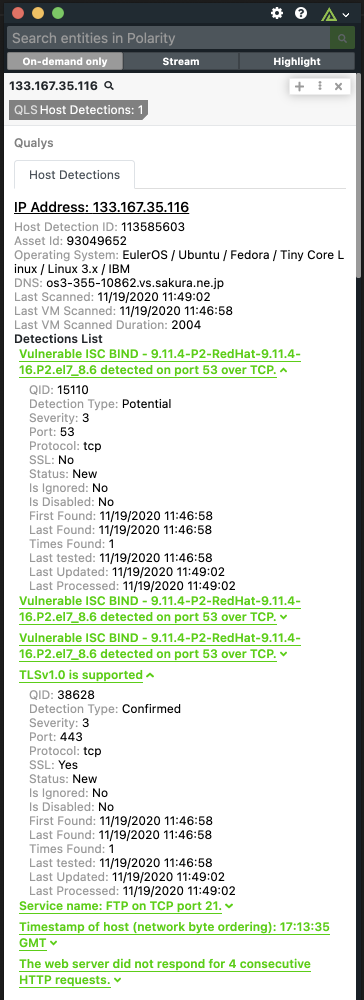 Search entities in Polarity
On-demand only
Stream
Highlight
133.167.35.116
QLS Host Detections: 1
Qualys
Host Detections
IP Address: 133.167.35.116
Host Detection ID: 113585603
Asset Id: 93049652
Operating System: EulerOS / Ubuntu / Fedora / Tiny Core L
inux / Linux 3.x / IBM
DNS: os3-355-10862.vs.sakura.ne.jp
Last Scanned: 11/19/2020 11:49:02
Last VM Scanned: 11/19/2020 11:46:58
Last VM Scanned Duration: 2004
Detections List
Vulnerable ISC BIND - 9.11.4-P2-RedHat-9.11.4-
16.P2.el7_8.6 detected on port 53 over TCP.
QID: 15110
Detection Type: Potential
Severity: 3
Port: 53
Protocol: tcp
SSL: No
Status: New
Is Ignored: No
Is Disabled: No
First Found: 11/19/2020 11:46:58
Last Found: 11/19/2020 11:46:58
Times Found: 1
Last tested: 11/19/2020 11:46:58
Last Updated: 11/19/2020 11:49:02
Last Processed: 11/19/2020 11:49:02
Vulnerable ISC BIND - 9.11.4-P2-RedHat-9.11.4-
16.P2.el7_8.6 detected on port 53 over TCP.
Vulnerable ISC BIND - 9.11.4-P2-RedHat-9.11.4-
16.P2.el7_8.6 detected on port 53 over TCP.
TLSv1.0 is supported
QID: 38628
Detection Type: Confirmed
Severity: 3
Port: 443
Protocol: tcp
SSL: Yes
Status: New
Is Ignored: No
Is Disabled: No
First Found: 11/19/2020 11:46:58
Last Found: 11/19/2020 11:46:58
Times Found: 1
Last tested: 11/19/2020 11:46:58
Last Updated: 11/19/2020 11:49:02
Last Processed: 11/19/2020 11:49:02
Service name: FTP on TCP port 21.
Timestamp of host (network byte ordering): 17:13:35
GMT
The web server did not respond for 4 consecutive
HTTP requests.